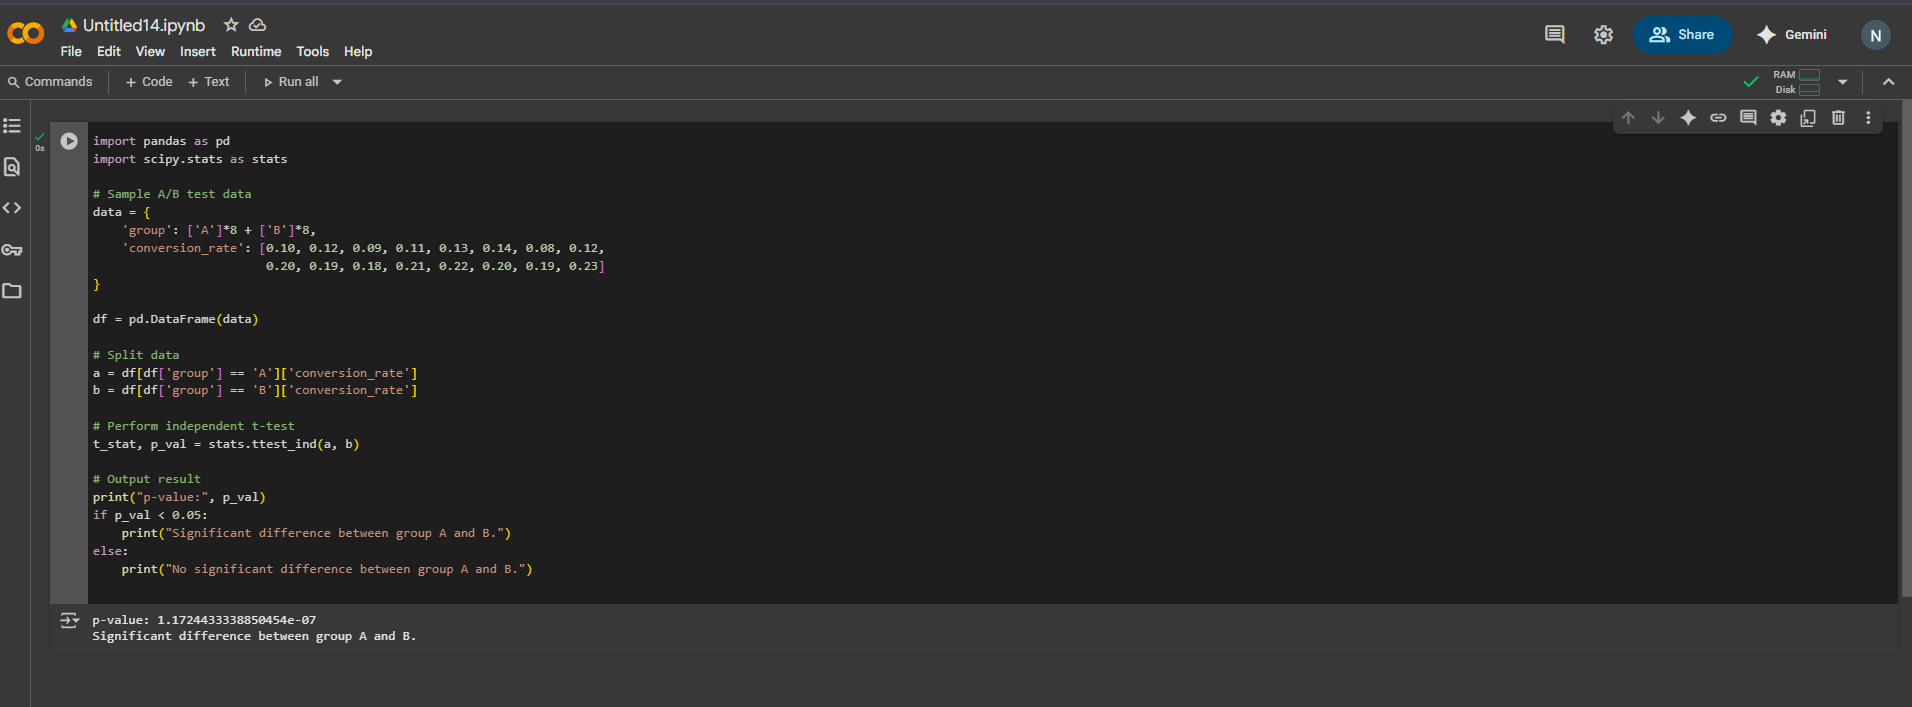 Untitled14.ipynb
File Edit View Insert Runtime Tools Help
Share
Gemini
N
Commands + Code + Text Run all
RAM
Disk
0s
import pandas as pd
import scipy.stats as stats
# Sample A/B test data
data = {
    'group': ['A']*8 + ['B']*8,
    'conversion_rate': [0.10, 0.12, 0.09, 0.11, 0.13, 0.14, 0.08, 0.12,
                        0.20, 0.19, 0.18, 0.21, 0.22, 0.20, 0.19, 0.23]
}
df = pd.DataFrame(data)
# Split data
a = df[df['group'] == 'A']['conversion_rate']
b = df[df['group'] == 'B']['conversion_rate']
# Perform independent t-test
t_stat, p_val = stats.ttest_ind(a, b)
# Output result
print("p-value:", p_val)
if p_val < 0.05:
    print("Significant difference between group A and B.")
else:
    print("No significant difference between group A and B.")
p-value: 1.1724433338850454e-07
Significant difference between group A and B.